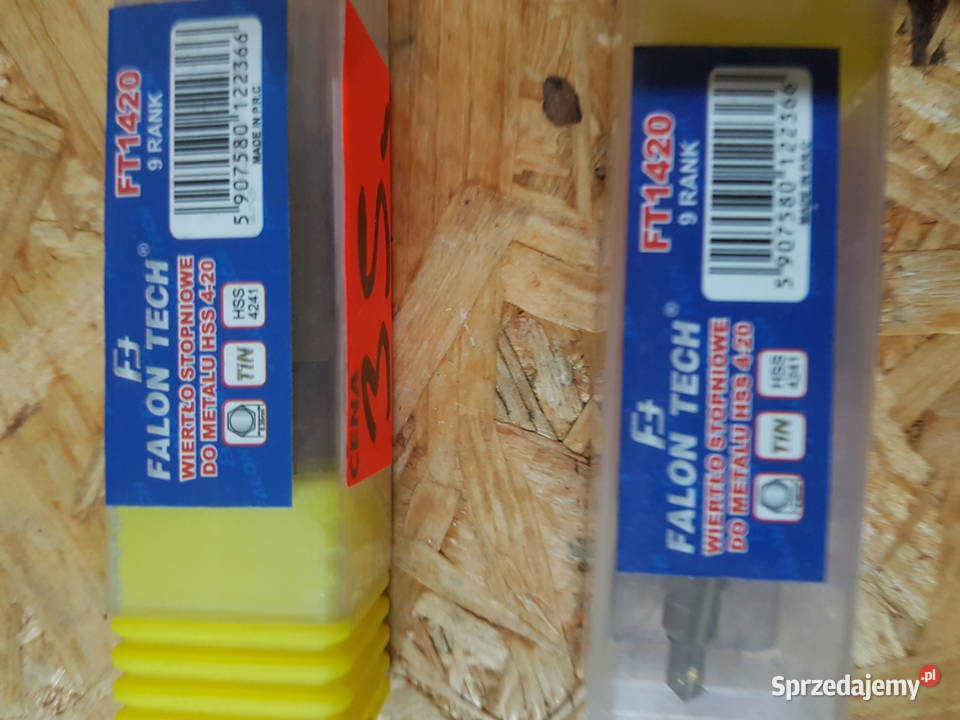 FT1420
9 RANK
5 907580 122366
MADE IN P.R.C
F+
FALON TECH®
WIERTŁO STOPNIOWE
DO METALU HSS 4-20
TiN
HSS
4241
CENA
35
FT1420
9 RANK
5 907580 122366
MADE IN P.R.C
F+
FALON TECH®
WIERTŁO STOPNIOWE
DO METALU HSS 4-20
TiN
HSS
4241
Sprzedajemy.pl